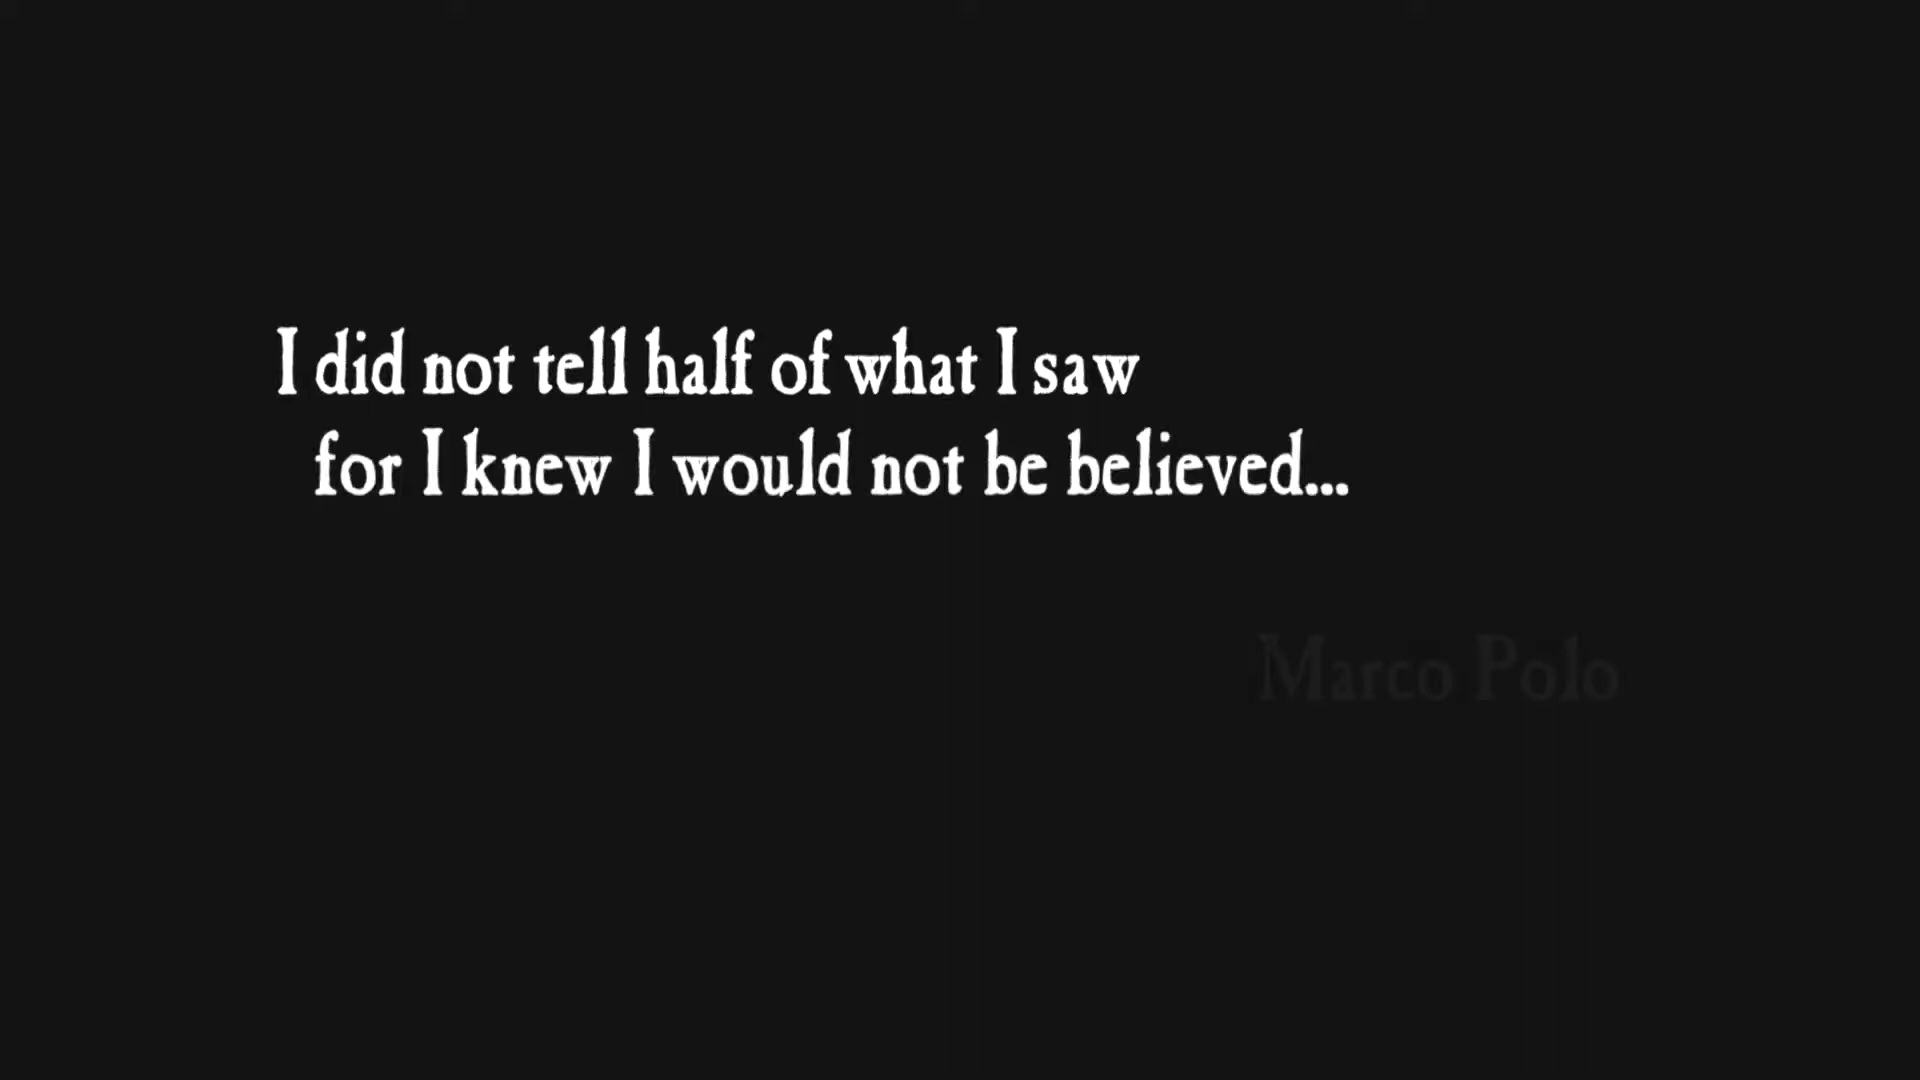 I did not tell half of what I saw
for I knew I would not be believed...
Marco Polo